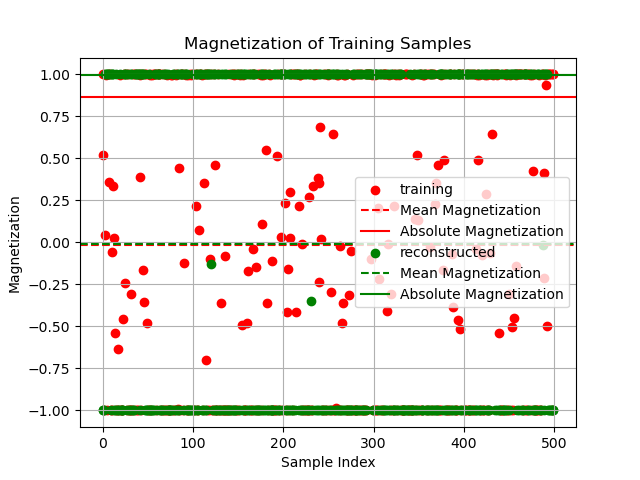 Magnetization of Training Samples
Magnetization
1.00
0.75
0.50
0.25
0.00
−0.25
−0.50
−0.75
−1.00
training
Mean Magnetization
Absolute Magnetization
reconstructed
Mean Magnetization
Absolute Magnetization
0 100 200 300 400 500
Sample Index